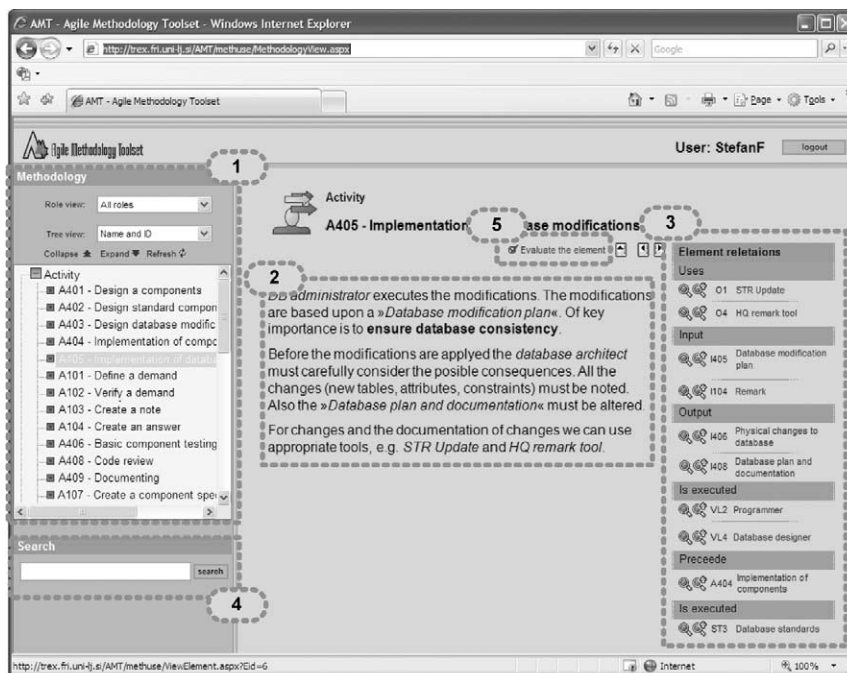 AMT - Agile Methodology Toolset - Windows Internet Explorer
http://trex.fri.uni-lj.si/AMT/methuse/MethodologyView.aspx
Google
AMT - Agile Methodology Toolset
Page
Tools
Agile Methodology Toolset
User: StefanF
logout
1
Methodology
Role view:
All roles
Tree view:
Name and ID
Collapse
Expand
Refresh
Activity
A401 - Design a components
A402 - Design standard compon
A403 - Design database modific
A404 - Implementation of compo
A405 - Implementation of databa
A101 - Define a demand
A102 - Verify a demand
A103 - Create a note
A104 - Create an answer
A406 - Basic component testing
A408 - Code review
A409 - Documenting
A107 - Create a component spe
Search
search
4
Activity
A405 - Implementation
5
ase modifications
Evaluate the element
2
DB administrator executes the modifications. The modifications
are based upon a »Database modification plan«. Of key
importance is to ensure database consistency.
Before the modifications are applyed the database architect
must carefully consider the posible consequences. All the
changes (new tables, attributes, constraints) must be noted.
Also the »Database plan and documentation« must be altered.
For changes and the documentation of changes we can use
appropriate tools, e.g. STR Update and HQ remark tool.
3
Element reletaions
Uses
O1 STR Update
O4 HQ remark tool
Input
I405 Database modification
plan
I104 Remark
Output
I406 Physical changes to
database
I408 Database plan and
documentation
Is executed
VL2 Programmer
VL4 Database designer
Preceede
A404 Implementation of
components
Is executed
ST3 Database standards
http://trex.fri.uni-lj.si/AMT/methuse/ViewElement.aspx?Eid=6
Internet
100%